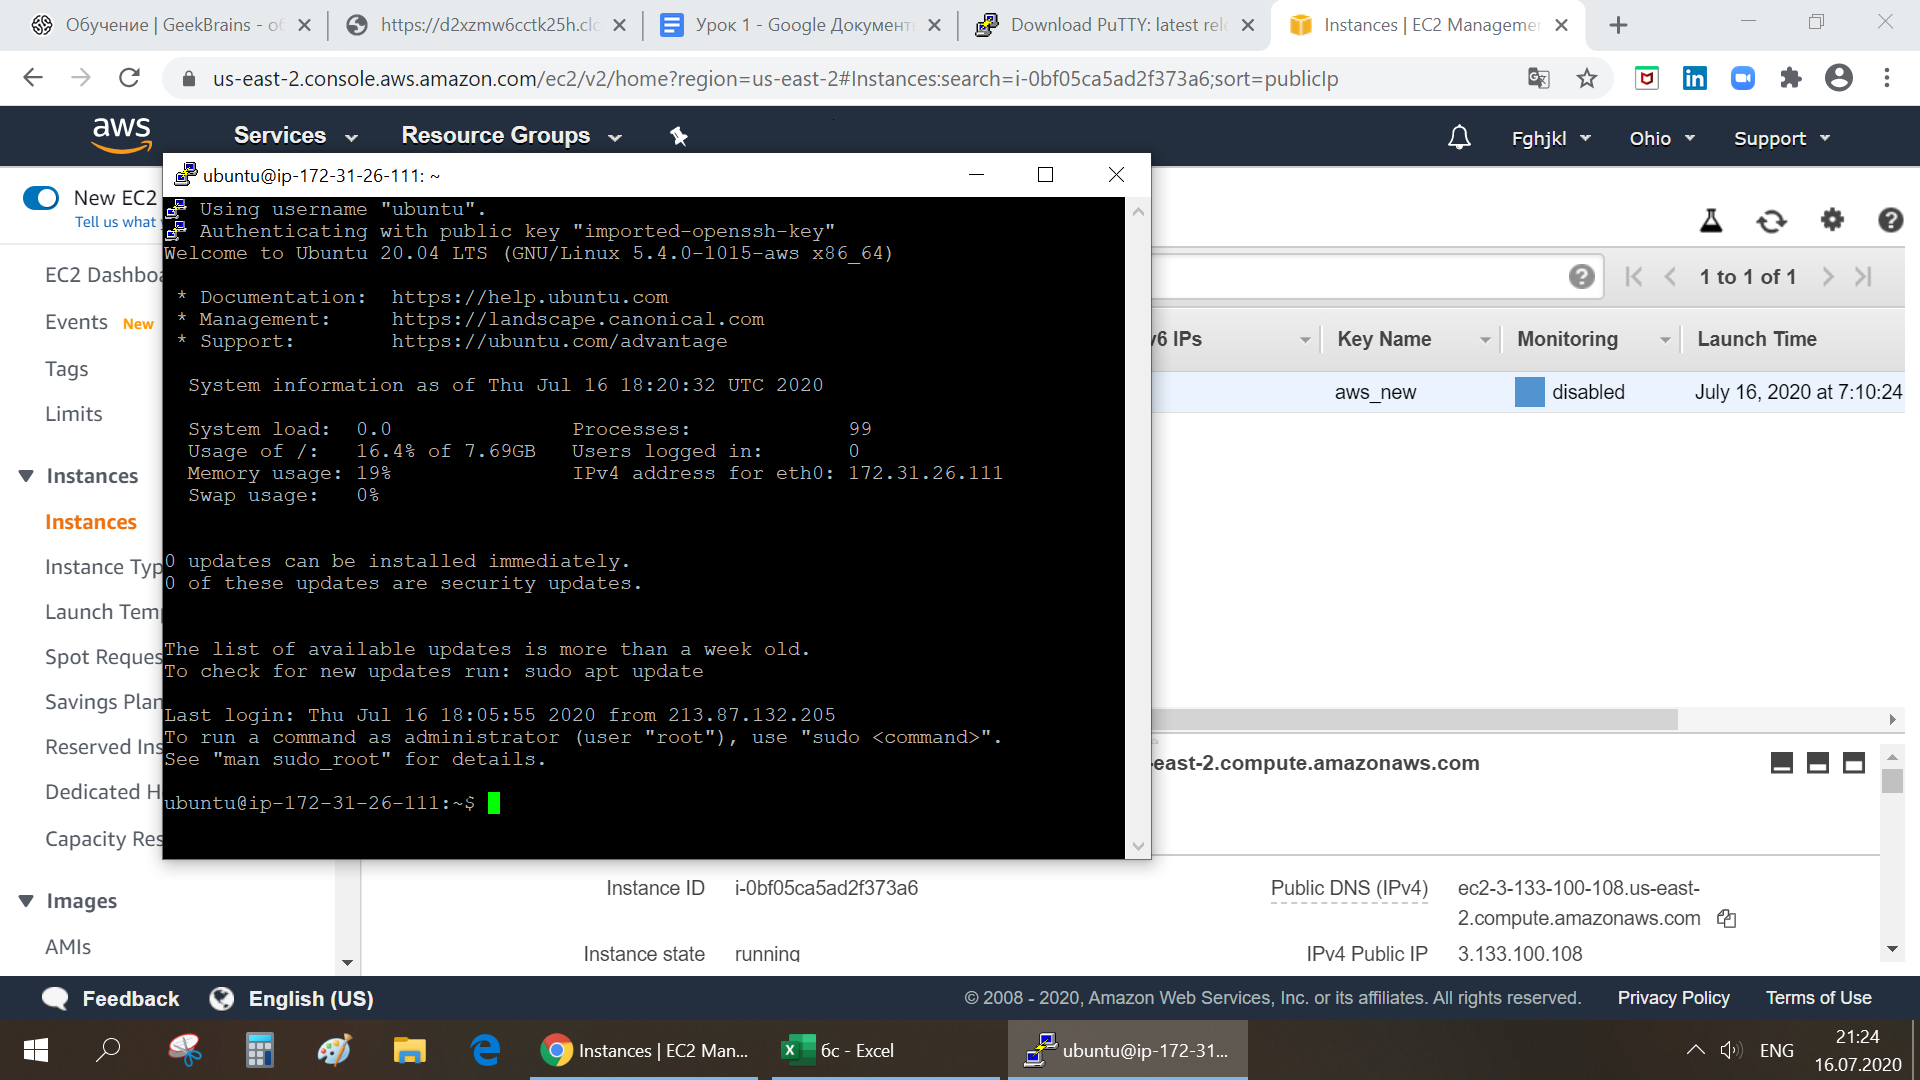 Обучение | GeekBrains - об
https://d2xzmw6cctk25h.clo
Урок 1 - Google Документ
Download PuTTY: latest rele
Instances | EC2 Managemen
us-east-2.console.aws.amazon.com/ec2/v2/home?region=us-east-2#Instances:search=i-0bf05ca5ad2f373a6;sort=publicIp
aws
Services
Resource Groups
Fghjkl
Ohio
Support
ubuntu@ip-172-31-26-111: ~
New EC2
Tell us what
EC2 Dashboa
Events New
Tags
Limits
Instances
Instances
Instance Typ
Launch Temp
Spot Reques
Savings Plan
Reserved Ins
Dedicated H
Capacity Res
Images
AMIs
Using username "ubuntu".
Authenticating with public key "imported-openssh-key"
Welcome to Ubuntu 20.04 LTS (GNU/Linux 5.4.0-1015-aws x86_64)
* Documentation: https://help.ubuntu.com
* Management: https://landscape.canonical.com
* Support: https://ubuntu.com/advantage
System information as of Thu Jul 16 18:20:32 UTC 2020
System load: 0.0 Processes: 99
Usage of /: 16.4% of 7.69GB Users logged in: 0
Memory usage: 19% IPv4 address for eth0: 172.31.26.111
Swap usage: 0%
0 updates can be installed immediately.
0 of these updates are security updates.
The list of available updates is more than a week old.
To check for new updates run: sudo apt update
Last login: Thu Jul 16 18:05:55 2020 from 213.87.132.205
To run a command as administrator (user "root"), use "sudo <command>".
See "man sudo_root" for details.
ubuntu@ip-172-31-26-111:~$
1 to 1 of 1
v6 IPs Key Name Monitoring Launch Time
aws_new disabled July 16, 2020 at 7:10:24
-east-2.compute.amazonaws.com
Instance ID i-0bf05ca5ad2f373a6
Public DNS (IPv4) ec2-3-133-100-108.us-east-
2.compute.amazonaws.com
Instance state running
IPv4 Public IP 3.133.100.108
Feedback
English (US)
© 2008 - 2020, Amazon Web Services, Inc. or its affiliates. All rights reserved.
Privacy Policy
Terms of Use
Instances | EC2 Man...
бс - Excel
ubuntu@ip-172-31...
ENG
21:24
16.07.2020